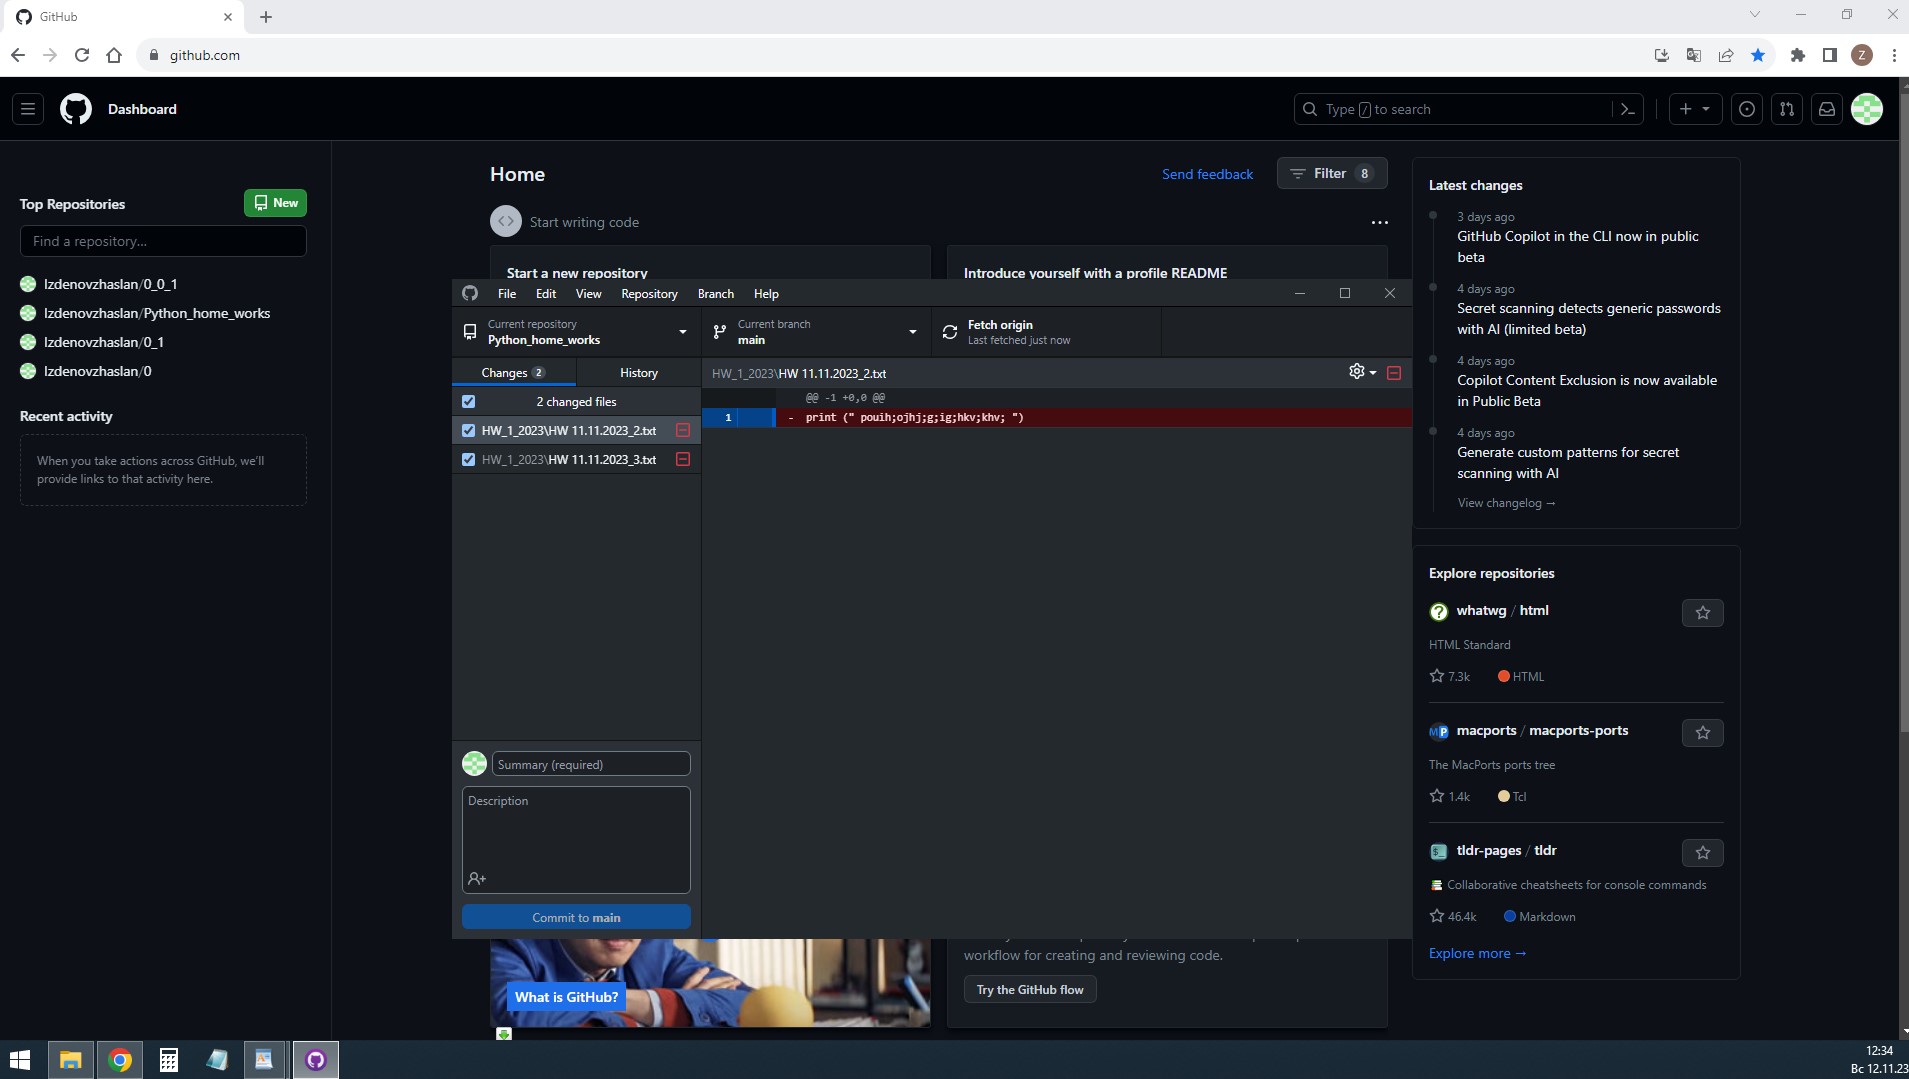 GitHub
github.com
Dashboard
Type / to search
Top Repositories
New
Find a repository...
Izdenovzhaslan/0_0_1
Izdenovzhaslan/Python_home_works
Izdenovzhaslan/0_1
Izdenovzhaslan/0
Recent activity
When you take actions across GitHub, we'll
provide links to that activity here.
Home
Send feedback
Filter 8
Start writing code
Start a new repository
Introduce yourself with a profile README
File Edit View Repository Branch Help
Current repository
Python_home_works
Current branch
main
Fetch origin
Last fetched just now
Changes 2
History
HW_1_2023\HW 11.11.2023_2.txt
2 changed files
HW_1_2023\HW 11.11.2023_2.txt
HW_1_2023\HW 11.11.2023_3.txt
@@ -1 +0,0 @@
1 - print (" pouih;ojhj;g;ig;hkv;khv; ")
Summary (required)
Description
Commit to main
What is GitHub?
workflow for creating and reviewing code.
Try the GitHub flow
Latest changes
3 days ago
GitHub Copilot in the CLI now in public
beta
4 days ago
Secret scanning detects generic passwords
with AI (limited beta)
4 days ago
Copilot Content Exclusion is now available
in Public Beta
4 days ago
Generate custom patterns for secret
scanning with AI
View changelog →
Explore repositories
whatwg / html
HTML Standard
7.3k HTML
MP
macports / macports-ports
The MacPorts ports tree
1.4k Tcl
tldr-pages / tldr
Collaborative cheatsheets for console commands
46.4k Markdown
Explore more →
Z
12:34
Вс 12.11.23